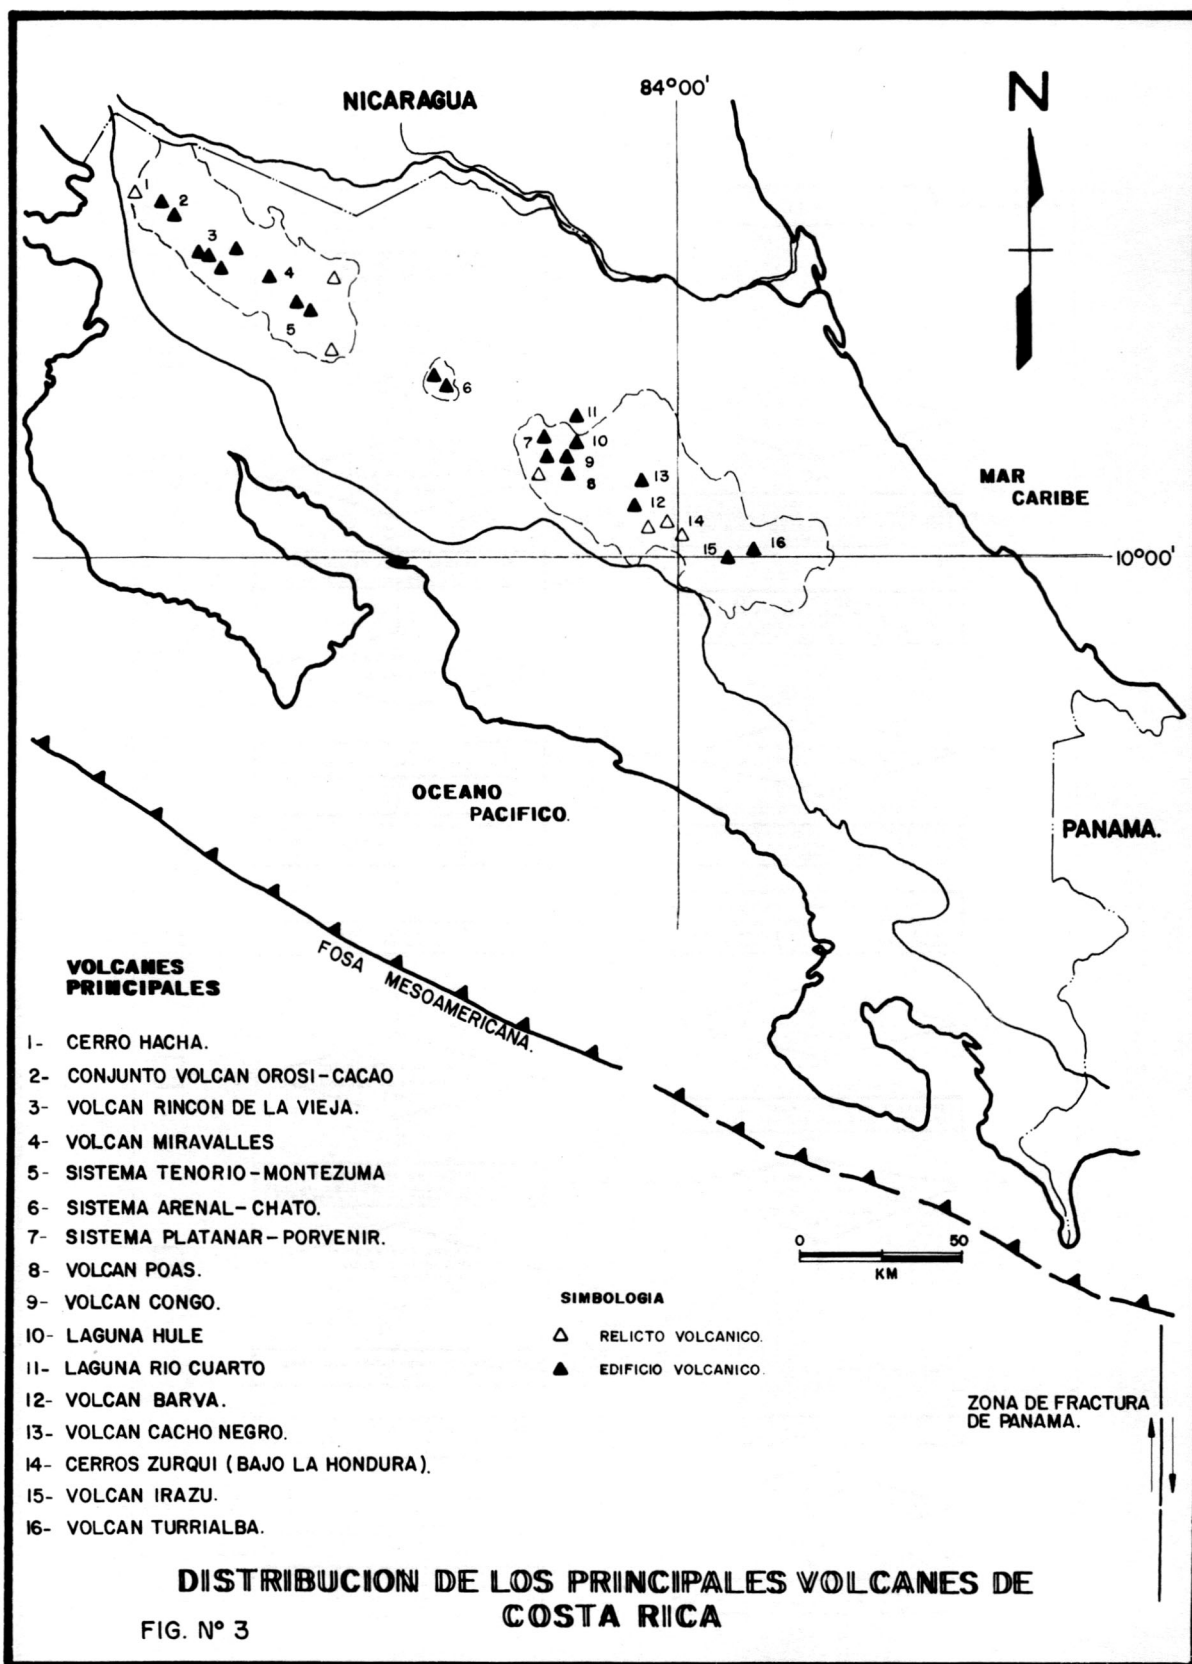 84°00'
NICARAGUA
N
1
2
3
4
5
6
11
7
10
9
8
13
12
14
15
16
MAR
CARIBE
10°00'
OCEANO
PACIFICO.
PANAMA.
FOSA MESOAMERICANA.
VOLCANES
PRINCIPALES
1- CERRO HACHA.
2- CONJUNTO VOLCAN OROSI-CACAO
3- VOLCAN RINCON DE LA VIEJA.
4- VOLCAN MIRAVALLES
5- SISTEMA TENORIO-MONTEZUMA
6- SISTEMA ARENAL-CHATO.
7- SISTEMA PLATANAR-PORVENIR.
8- VOLCAN POAS.
9- VOLCAN CONGO.
10- LAGUNA HULE
11- LAGUNA RIO CUARTO
12- VOLCAN BARVA.
13- VOLCAN CACHO NEGRO.
14- CERROS ZURQUI (BAJO LA HONDURA).
15- VOLCAN IRAZU.
16- VOLCAN TURRIALBA.
0 50
KM
SIMBOLOGIA
RELICTO VOLCANICO.
EDIFICIO VOLCANICO.
ZONA DE FRACTURA
DE PANAMA.
DISTRIBUCION DE LOS PRINCIPALES VOLCANES DE
COSTA RICA
FIG. Nº 3